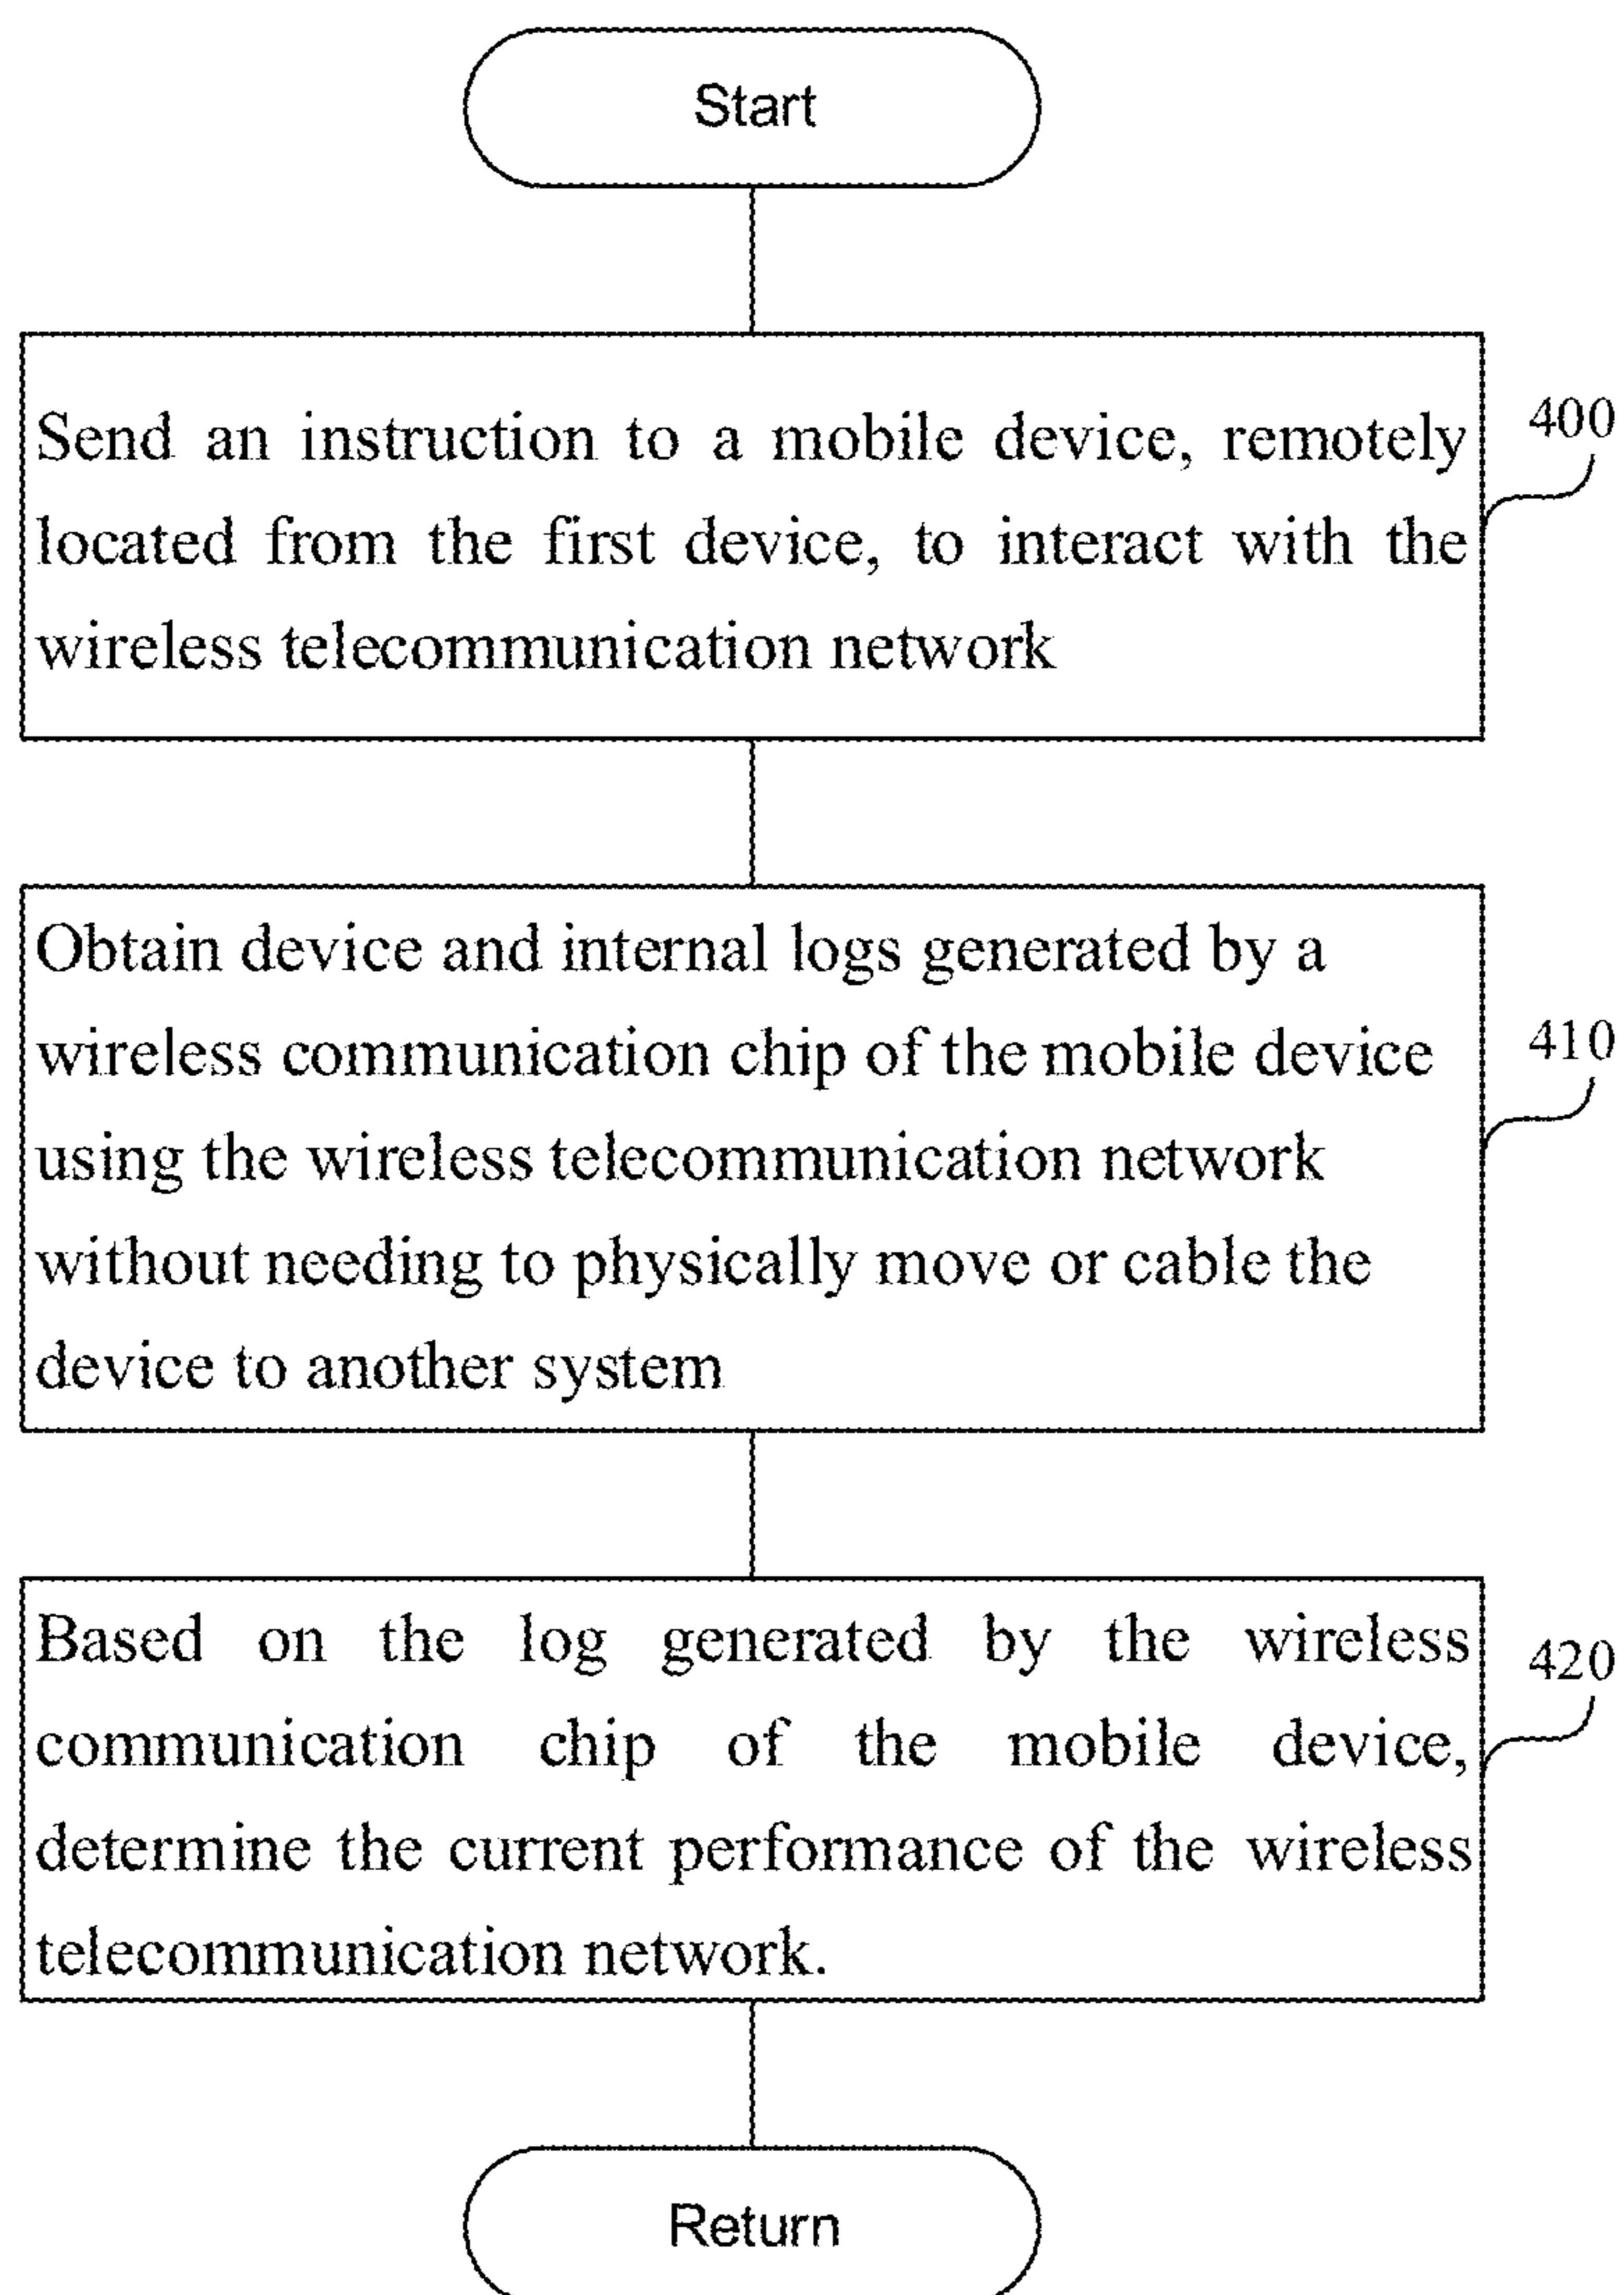 Start
Send an instruction to a mobile device, remotely
located from the first device, to interact with the
wireless telecommunication network
400
Obtain device and internal logs generated by a
wireless communication chip of the mobile device
using the wireless telecommunication network
without needing to physically move or cable the
device to another system
410
Based on the log generated by the wireless
communication chip of the mobile device,
determine the current performance of the wireless
telecommunication network.
420
Return